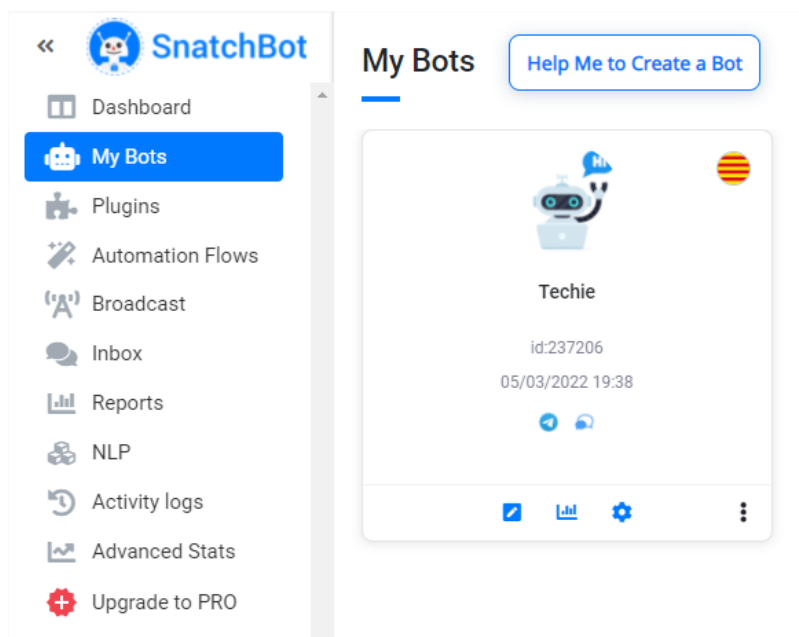 «
SnatchBot
Dashboard
My Bots
Plugins
Automation Flows
Broadcast
Inbox
Reports
NLP
Activity logs
Advanced Stats
Upgrade to PRO
My Bots
Help Me to Create a Bot
HI
Techie
id:237206
05/03/2022 19:38